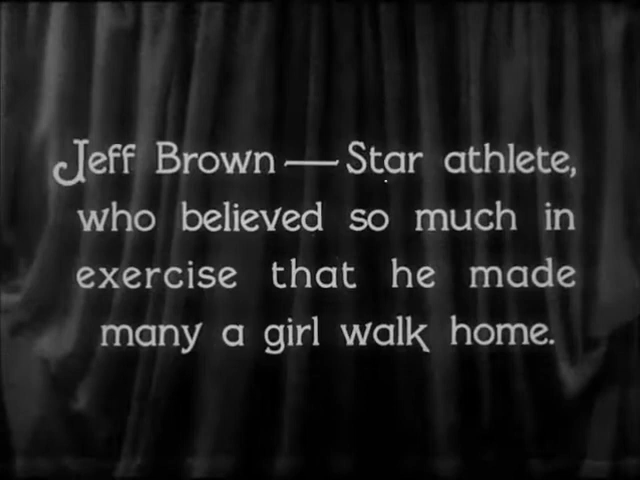 Jeff Brown — Star athlete,
who believed so much in
exercise that he made
many a girl walk home.